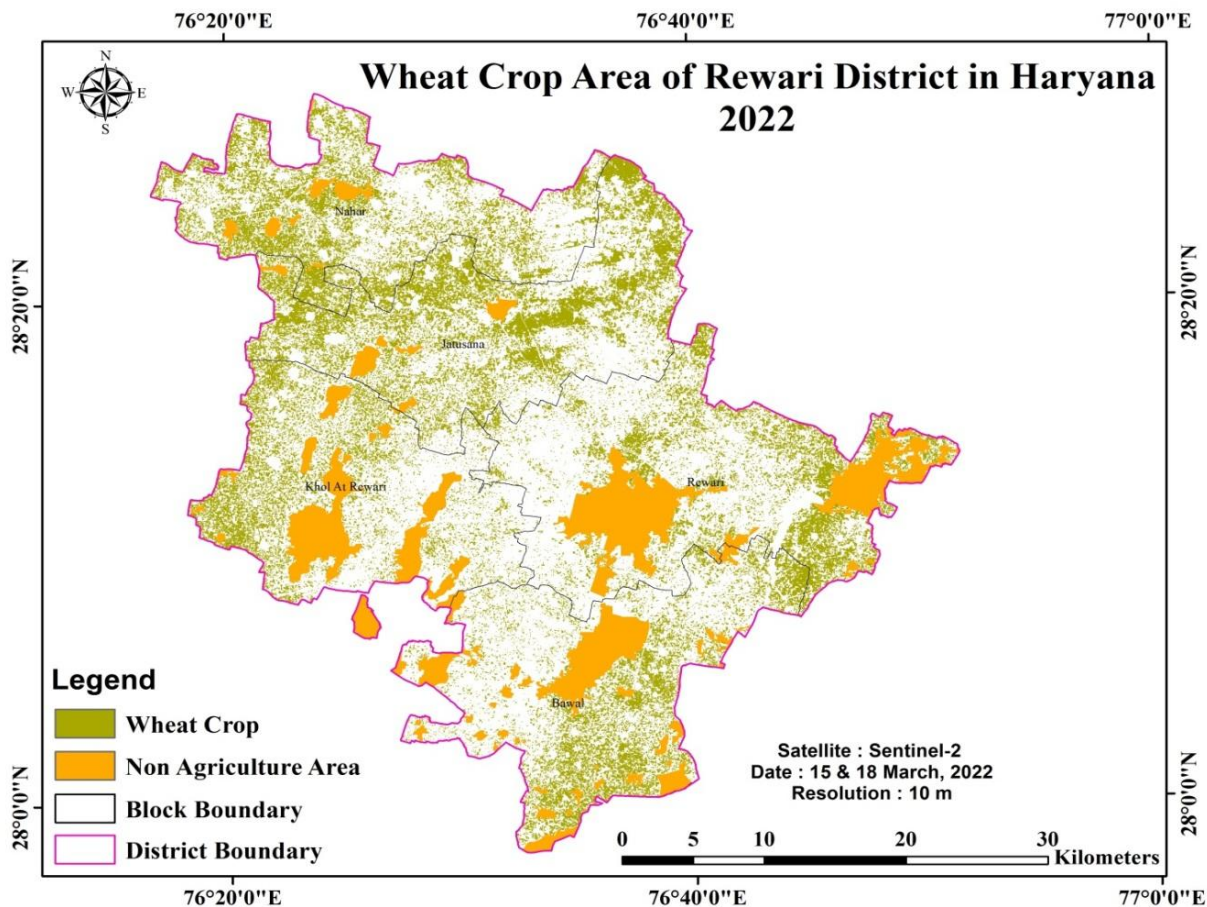 76°20'0"E
76°40'0"E
77°0'0"E
N
W
E
S
Wheat Crop Area of Rewari District in Haryana
2022
Nahar
28°20'0"N
28°20'0"N
Jatusana
Khol At Rewari
Rewari
Bawal
Legend
Wheat Crop
Non Agriculture Area
Block Boundary
District Boundary
Satellite : Sentinel-2
Date : 15 & 18 March, 2022
Resolution : 10 m
28°0'0"N
28°0'0"N
0 5 10 20 30
Kilometers
76°20'0"E
76°40'0"E
77°0'0"E